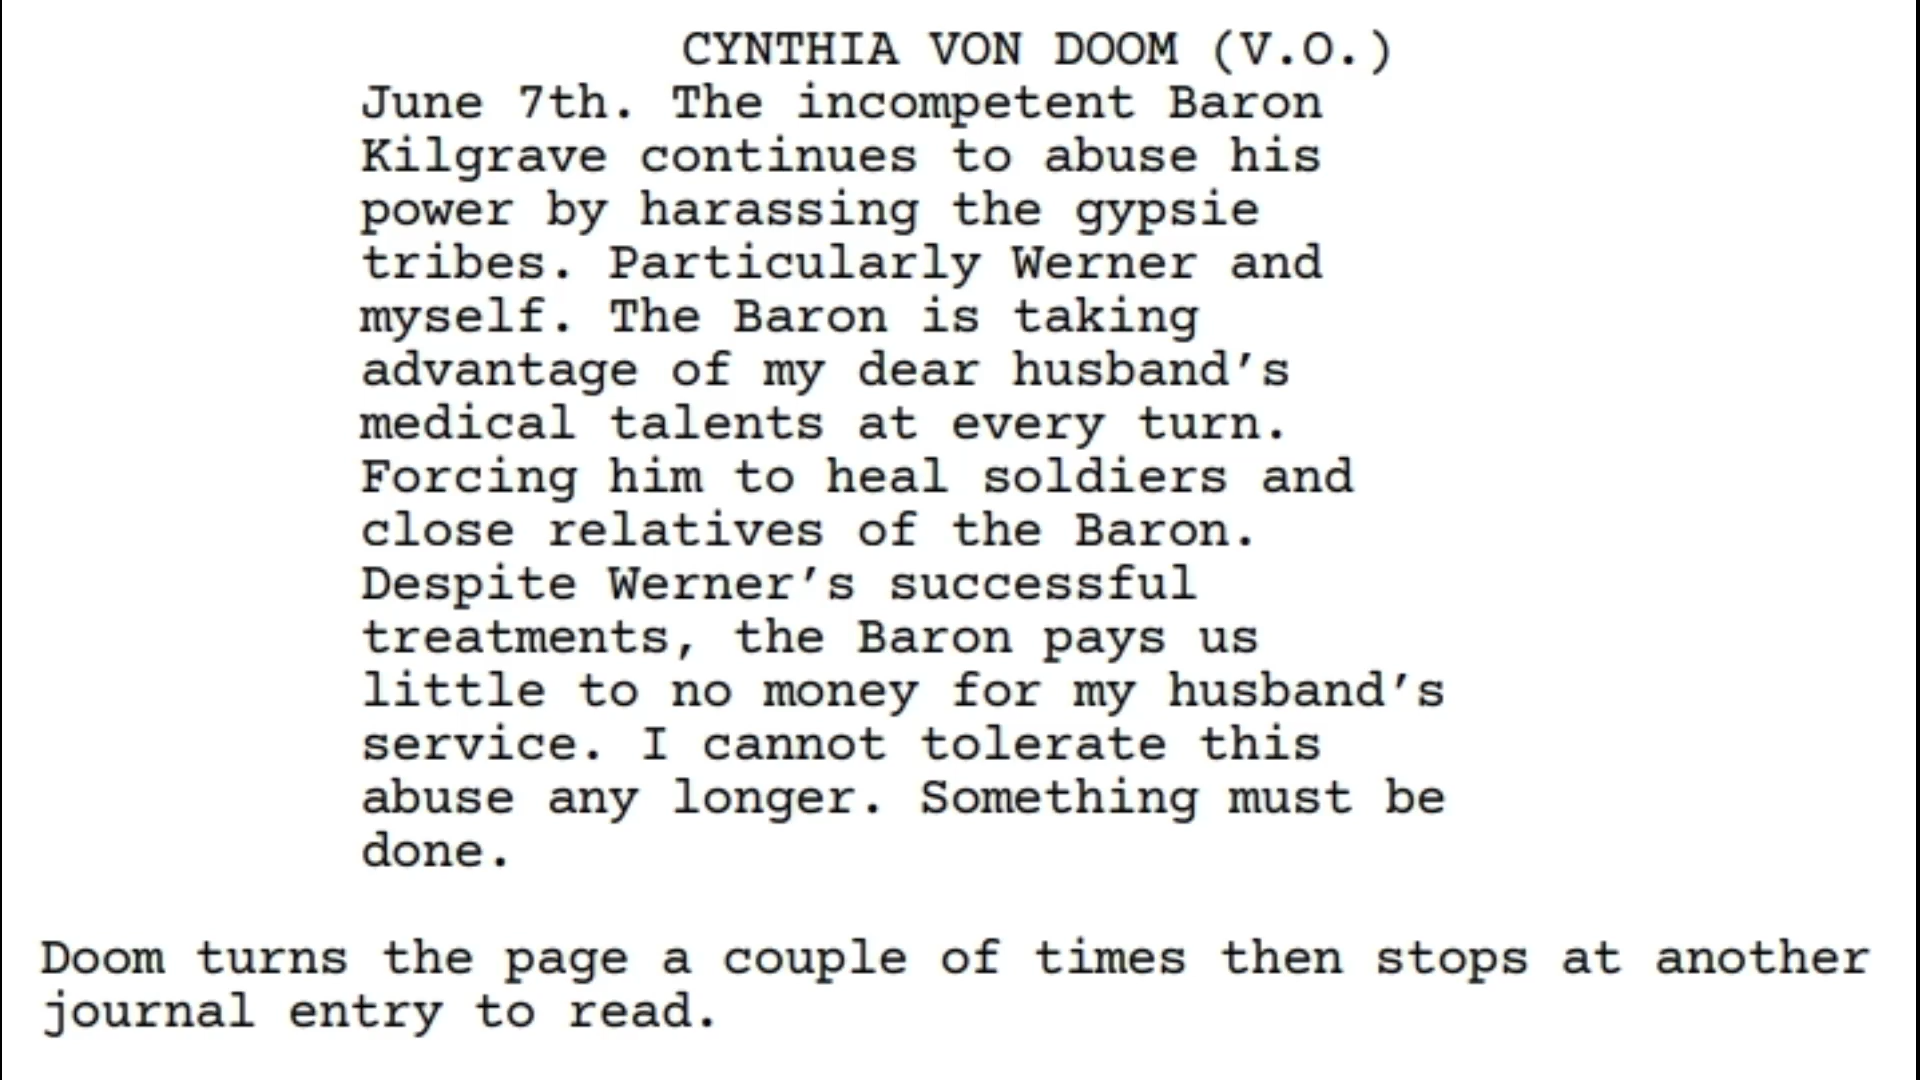 CYNTHIA VON DOOM (V.O.)
June 7th. The incompetent Baron
Kilgrave continues to abuse his
power by harassing the gypsie
tribes. Particularly Werner and
myself. The Baron is taking
advantage of my dear husband’s
medical talents at every turn.
Forcing him to heal soldiers and
close relatives of the Baron.
Despite Werner’s successful
treatments, the Baron pays us
little to no money for my husband’s
service. I cannot tolerate this
abuse any longer. Something must be
done.
Doom turns the page a couple of times then stops at another
journal entry to read.